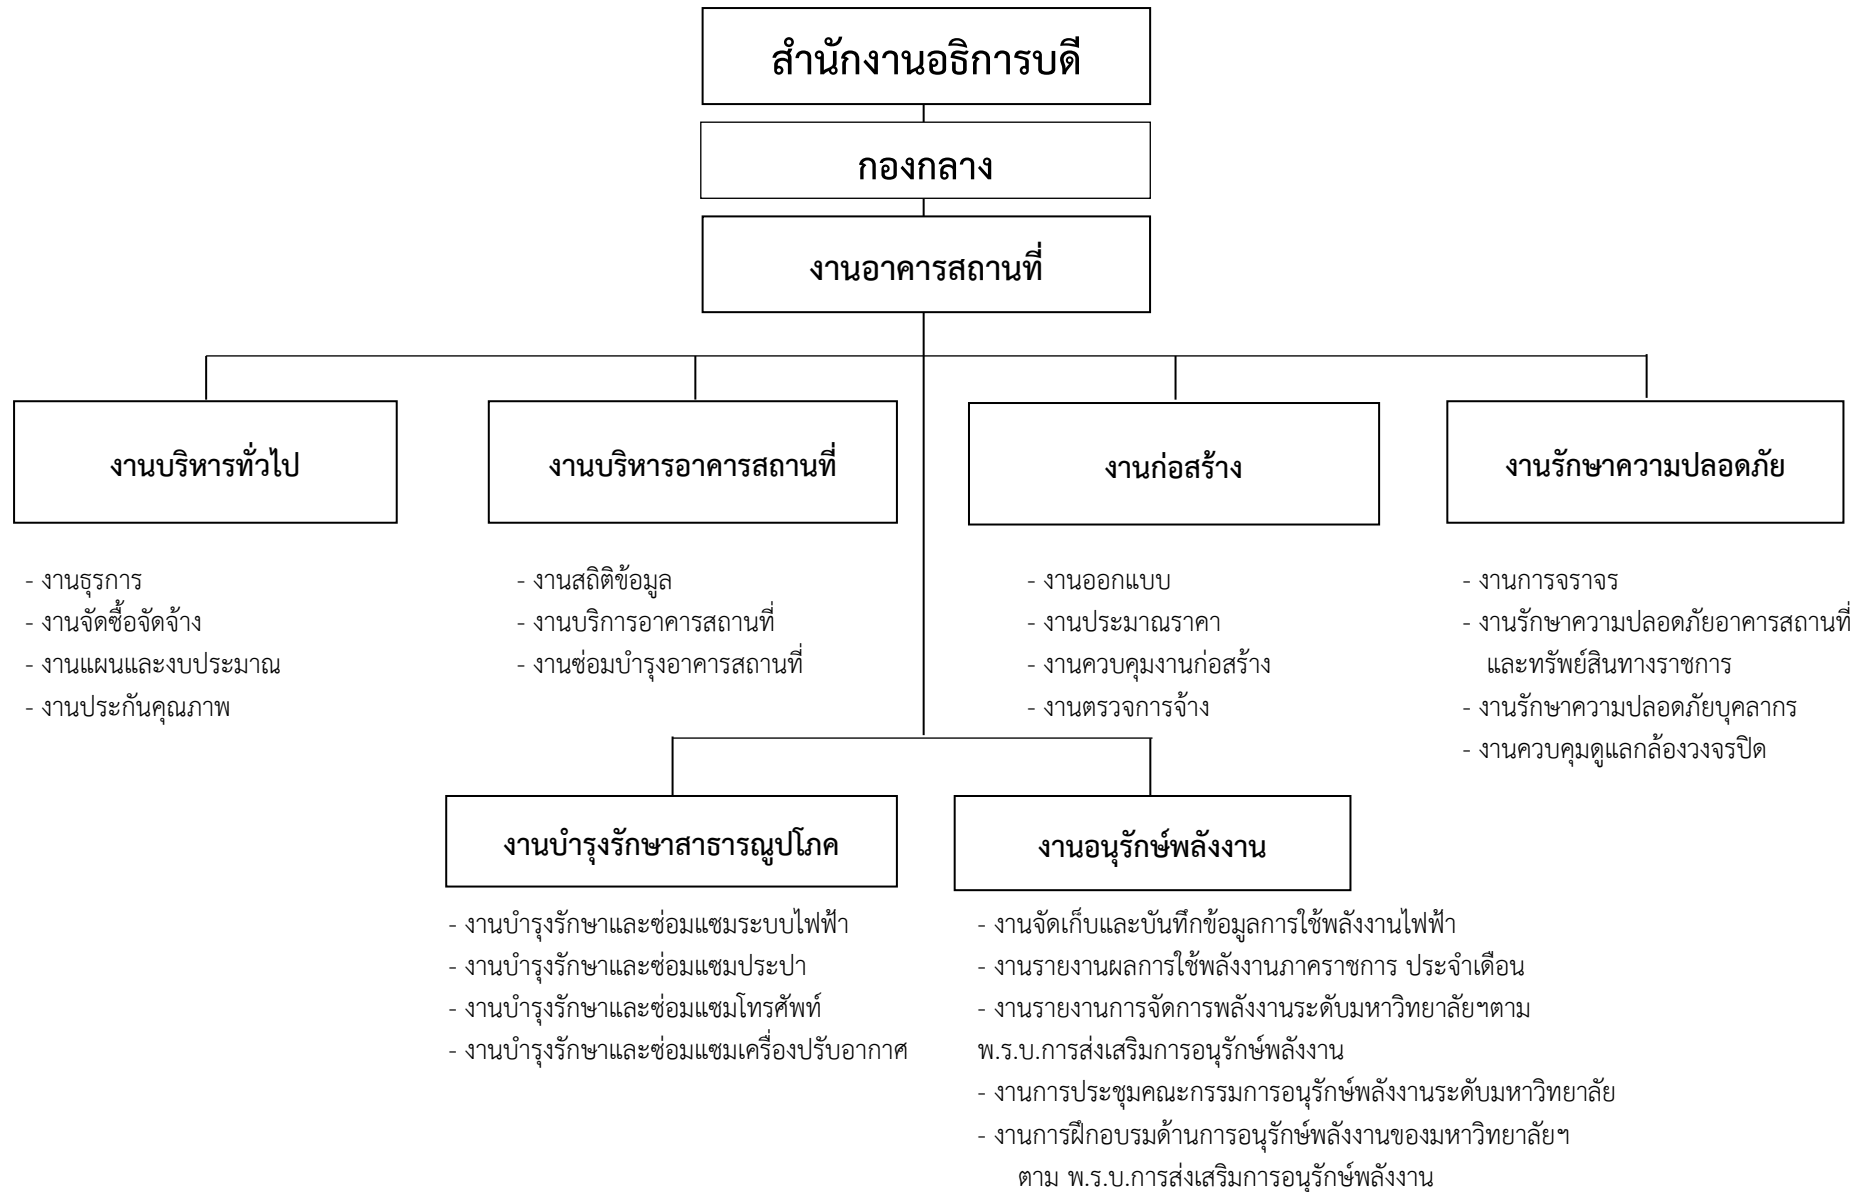 สำนักงานอธิการบดี
กองกลาง
งานอาคารสถานที่
งานบริหารทั่วไป
- งานธุรการ
- งานจัดซื้อจัดจ้าง
- งานแผนและงบประมาณ
- งานประกันคุณภาพ
งานบริหารอาคารสถานที่
- งานสถิติข้อมูล
- งานบริการอาคารสถานที่
- งานซ่อมบำรุงอาคารสถานที่
งานก่อสร้าง
- งานออกแบบ
- งานประมาณราคา
- งานควบคุมงานก่อสร้าง
- งานตรวจการจ้าง
งานรักษาความปลอดภัย
- งานการจราจร
- งานรักษาความปลอดภัยอาคารสถานที่
และทรัพย์สินทางราชการ
- งานรักษาความปลอดภัยบุคลากร
- งานควบคุมดูแลกล้องวงจรปิด
งานบำรุงรักษาสาธารณูปโภค
- งานบำรุงรักษาและซ่อมแซมระบบไฟฟ้า
- งานบำรุงรักษาและซ่อมแซมประปา
- งานบำรุงรักษาและซ่อมแซมโทรศัพท์
- งานบำรุงรักษาและซ่อมแซมเครื่องปรับอากาศ
งานอนุรักษ์พลังงาน
- งานจัดเก็บและบันทึกข้อมูลการใช้พลังงานไฟฟ้า
- งานรายงานผลการใช้พลังงานภาคราชการ ประจำเดือน
- งานรายงานการจัดการพลังงานระดับมหาวิทยาลัยฯตาม
พ.ร.บ.การส่งเสริมการอนุรักษ์พลังงาน
- งานการประชุมคณะกรรมการอนุรักษ์พลังงานระดับมหาวิทยาลัย
- งานการฝึกอบรมด้านการอนุรักษ์พลังงานของมหาวิทยาลัยฯ
ตาม พ.ร.บ.การส่งเสริมการอนุรักษ์พลังงาน